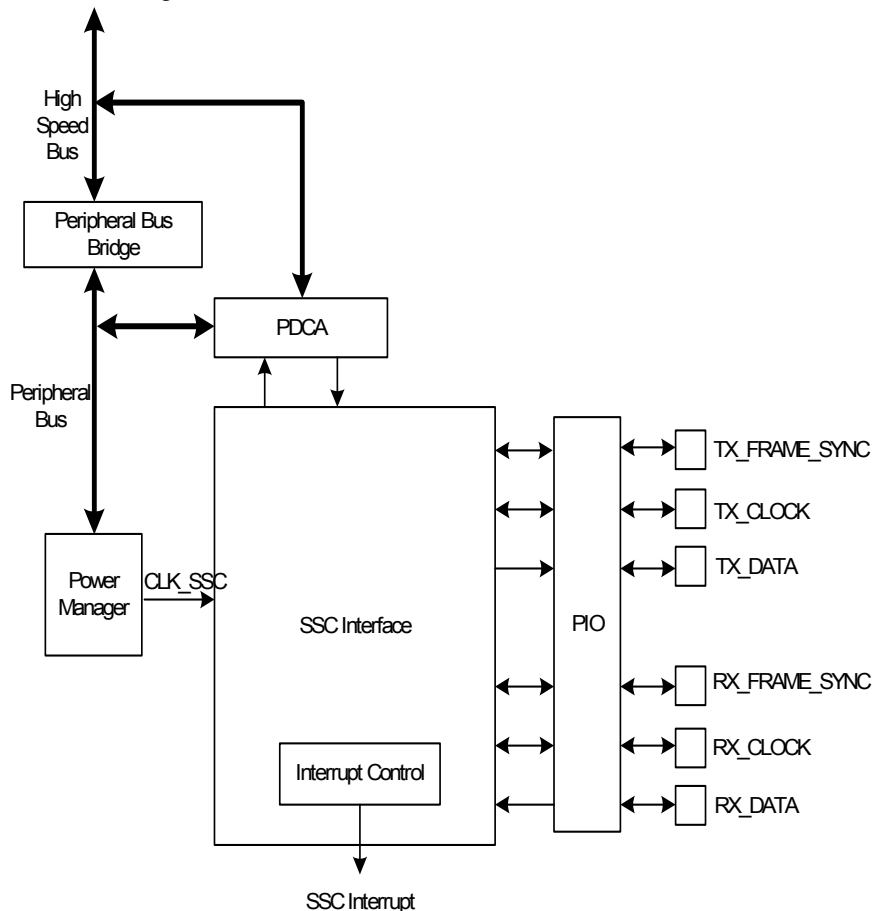 High
Speed
Bus
Peripheral Bus
Bridge
PDCA
Peripheral
Bus
TX_FRAME_SYNC
TX_CLOCK
TX_DATA
Power
Manager
CLK_SSC
SSC Interface
PIO
RX_FRAME_SYNC
RX_CLOCK
Interrupt Control
RX_DATA
SSC Interrupt